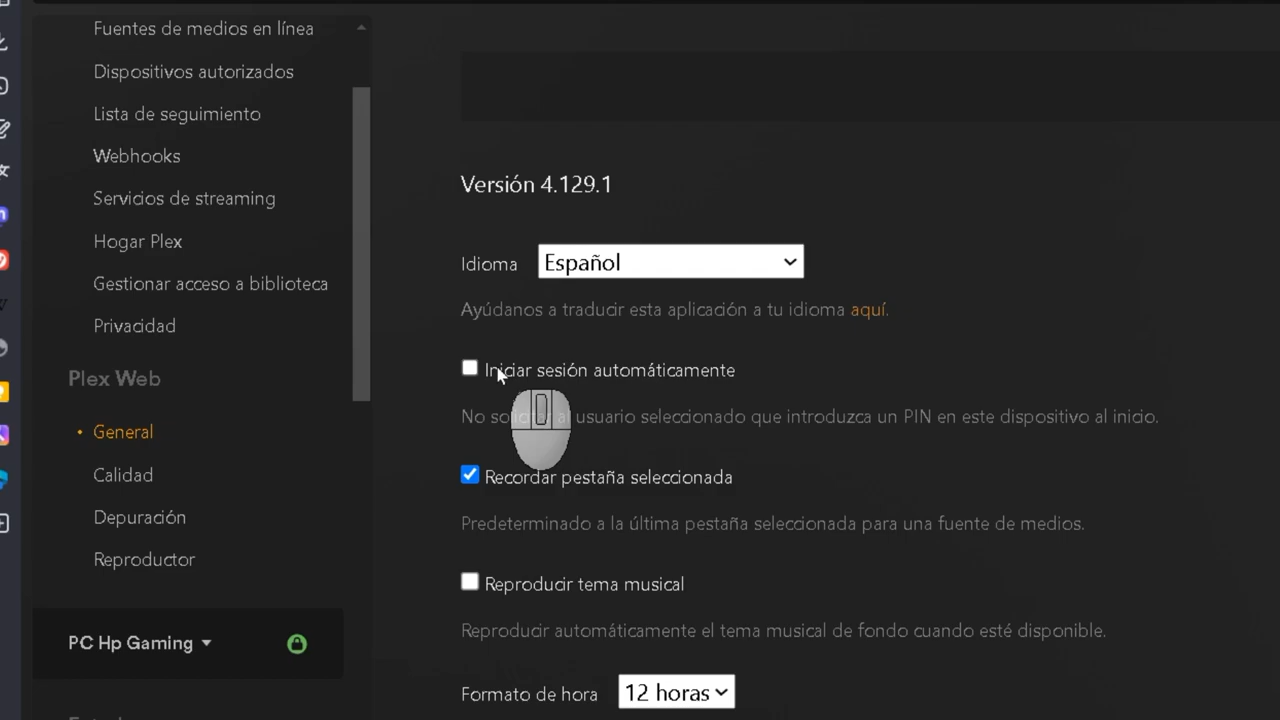 Fuentes de medios en línea
Dispositivos autorizados
Lista de seguimiento
Webhooks
Servicios de streaming
Hogar Plex
Gestionar acceso a biblioteca
Privacidad
Plex Web
• General
Calidad
Depuración
Reproductor
PC Hp Gaming
Versión 4.129.1
Idioma Español
Ayúdanos a traducir esta aplicación a tu idioma aquí.
Iniciar sesión automáticamente
No solicitar al usuario seleccionado que introduzca un PIN en este dispositivo al inicio.
Recordar pestaña seleccionada
Predeterminado a la última pestaña seleccionada para una fuente de medios.
Reproducir tema musical
Reproducir automáticamente el tema musical de fondo cuando esté disponible.
Formato de hora 12 horas